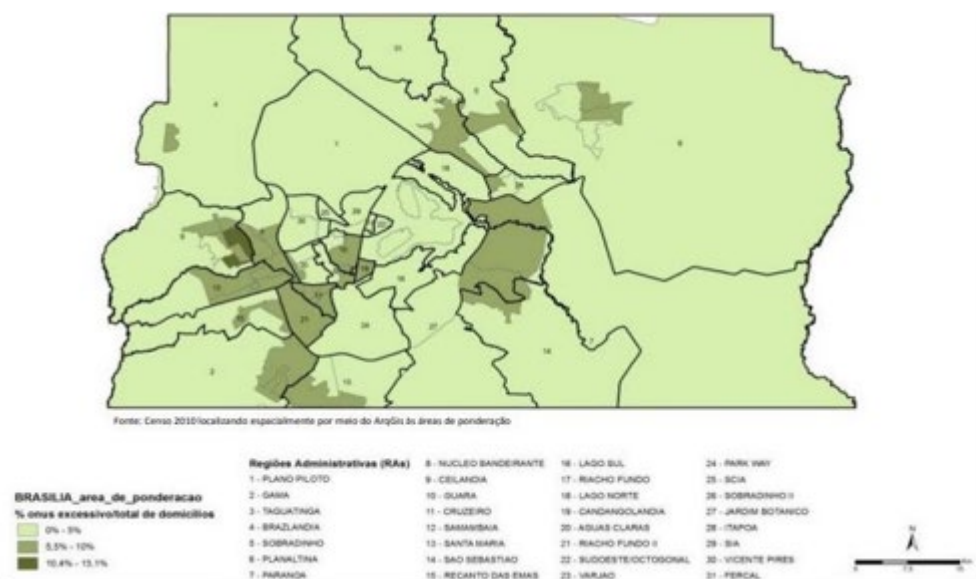 Fonte: Censo 2010 localizando espacialmente por meio do ArqGis às áreas de ponderação
BRASILIA_area_de_ponderacao
% onus excessivo/total de domicilios
0% - 5%
5,5% - 10%
10,4% - 13,1%
Regiões Administrativas (RAs)
1 - PLANO PILOTO
2 - GAMA
3 - TAGUATINGA
4 - BRAZLANDIA
5 - SOBRADINHO
6 - PLANALTINA
7 - PARANOA
8 - NUCLEO BANDEIRANTE
9 - CEILANDIA
10 - GUARA
11 - CRUZEIRO
12 - SAMAMBAIA
13 - SANTA MARIA
14 - SAO SEBASTIAO
15 - RECANTO DAS EMAS
16 - LAGO SUL
17 - RIACHO FUNDO
18 - LAGO NORTE
19 - CANDANGOLANDIA
20 - AGUAS CLARAS
21 - RIACHO FUNDO II
22 - SUDOESTE/OCTOGONAL
23 - VARJAO
24 - PARK WAY
25 - SCIA
26 - SOBRADINHO II
27 - JARDIM BOTANICO
28 - ITAPOA
29 - SIA
30 - VICENTE PIRES
31 - FERCAL
N